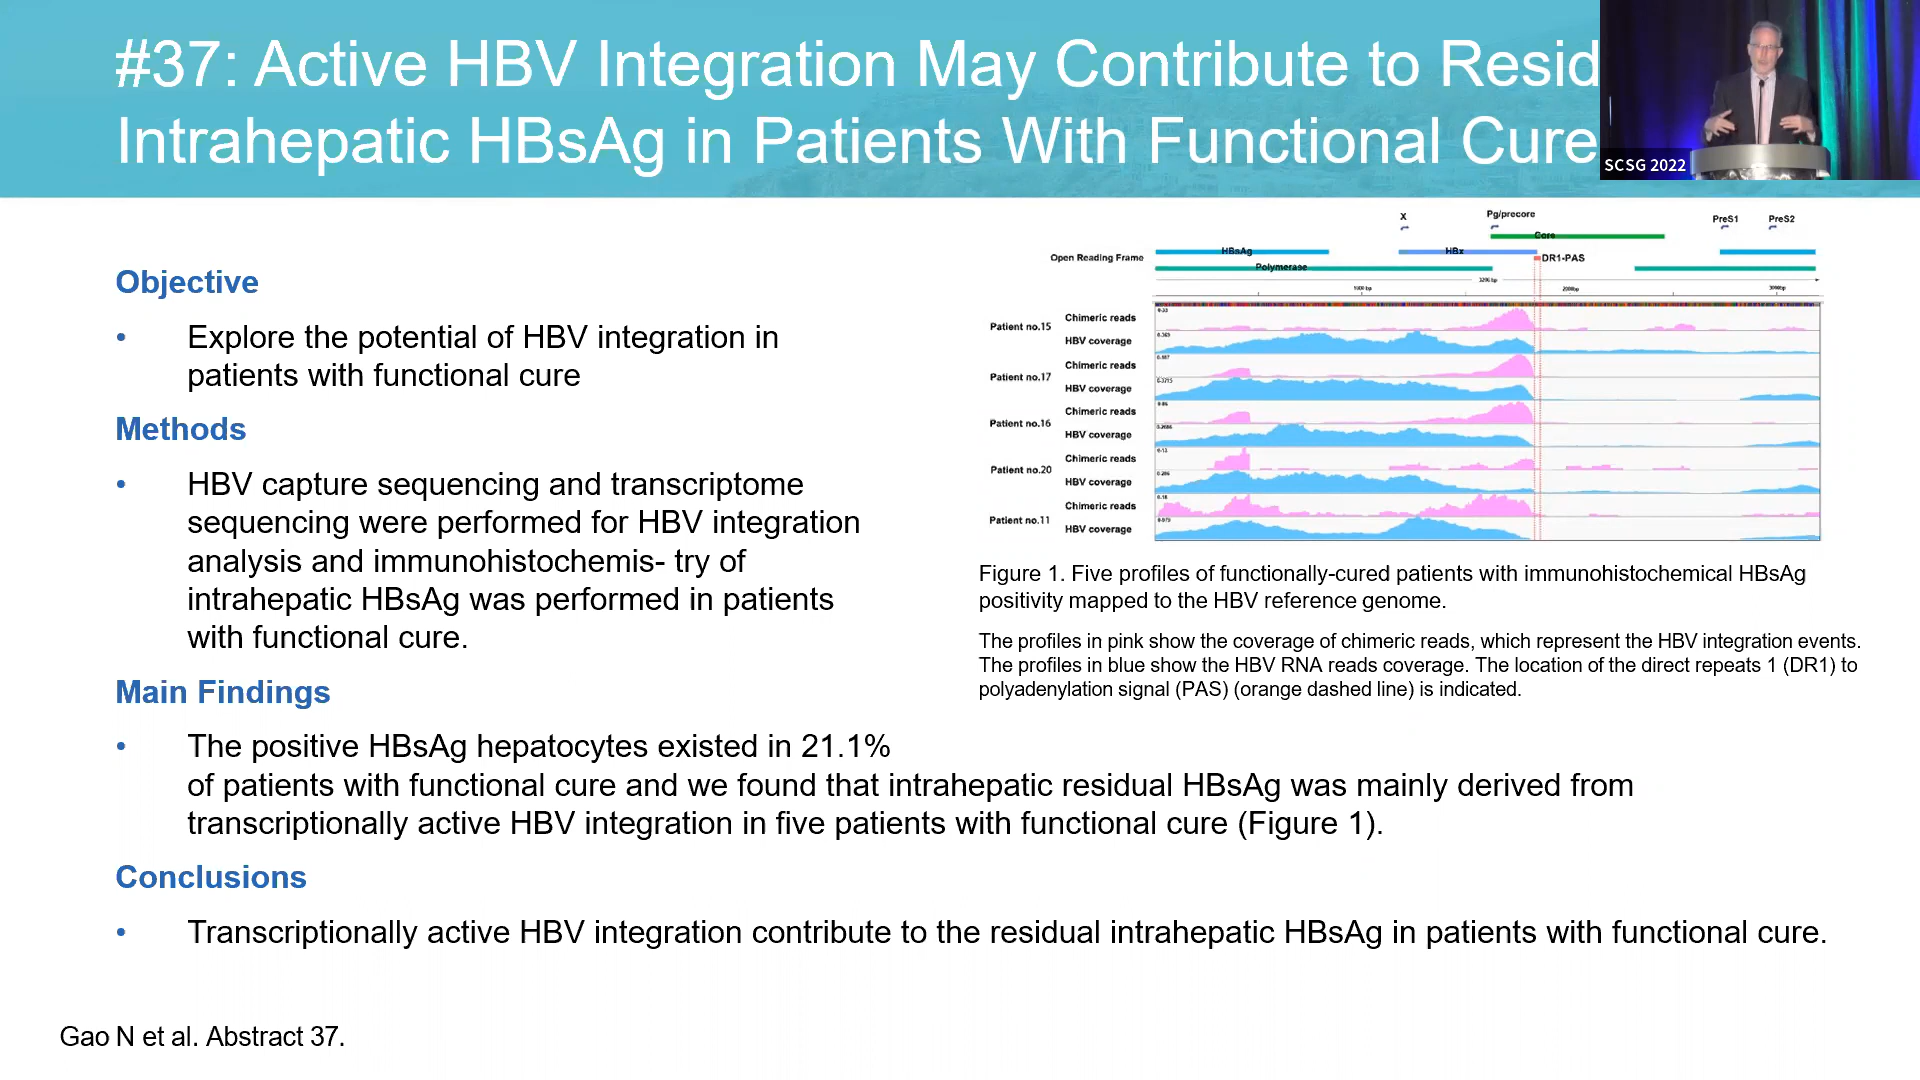 #37: Active HBV Integration May Contribute to Resid
Intrahepatic HBsAg in Patients With Functional Cure
SCSG 2022
Objective
• Explore the potential of HBV integration in
patients with functional cure
Methods
• HBV capture sequencing and transcriptome
sequencing were performed for HBV integration
analysis and immunohistochemis- try of
intrahepatic HBsAg was performed in patients
with functional cure.
Main Findings
• The positive HBsAg hepatocytes existed in 21.1%
of patients with functional cure and we found that intrahepatic residual HBsAg was mainly derived from
transcriptionally active HBV integration in five patients with functional cure (Figure 1).
Conclusions
• Transcriptionally active HBV integration contribute to the residual intrahepatic HBsAg in patients with functional cure.
Gao N et al. Abstract 37.
X
Pg/precore
PreS1
PreS2
Core
HBsAg
HBx
Open Reading Frame
DR1-PAS
Polymerase
Patient no.15
Chimeric reads
HBV coverage
Patient no.17
Chimeric reads
HBV coverage
Patient no.16
Chimeric reads
HBV coverage
Patient no.20
Chimeric reads
HBV coverage
Patient no.11
Chimeric reads
HBV coverage
Figure 1. Five profiles of functionally-cured patients with immunohistochemical HBsAg
positivity mapped to the HBV reference genome.
The profiles in pink show the coverage of chimeric reads, which represent the HBV integration events.
The profiles in blue show the HBV RNA reads coverage. The location of the direct repeats 1 (DR1) to
polyadenylation signal (PAS) (orange dashed line) is indicated.